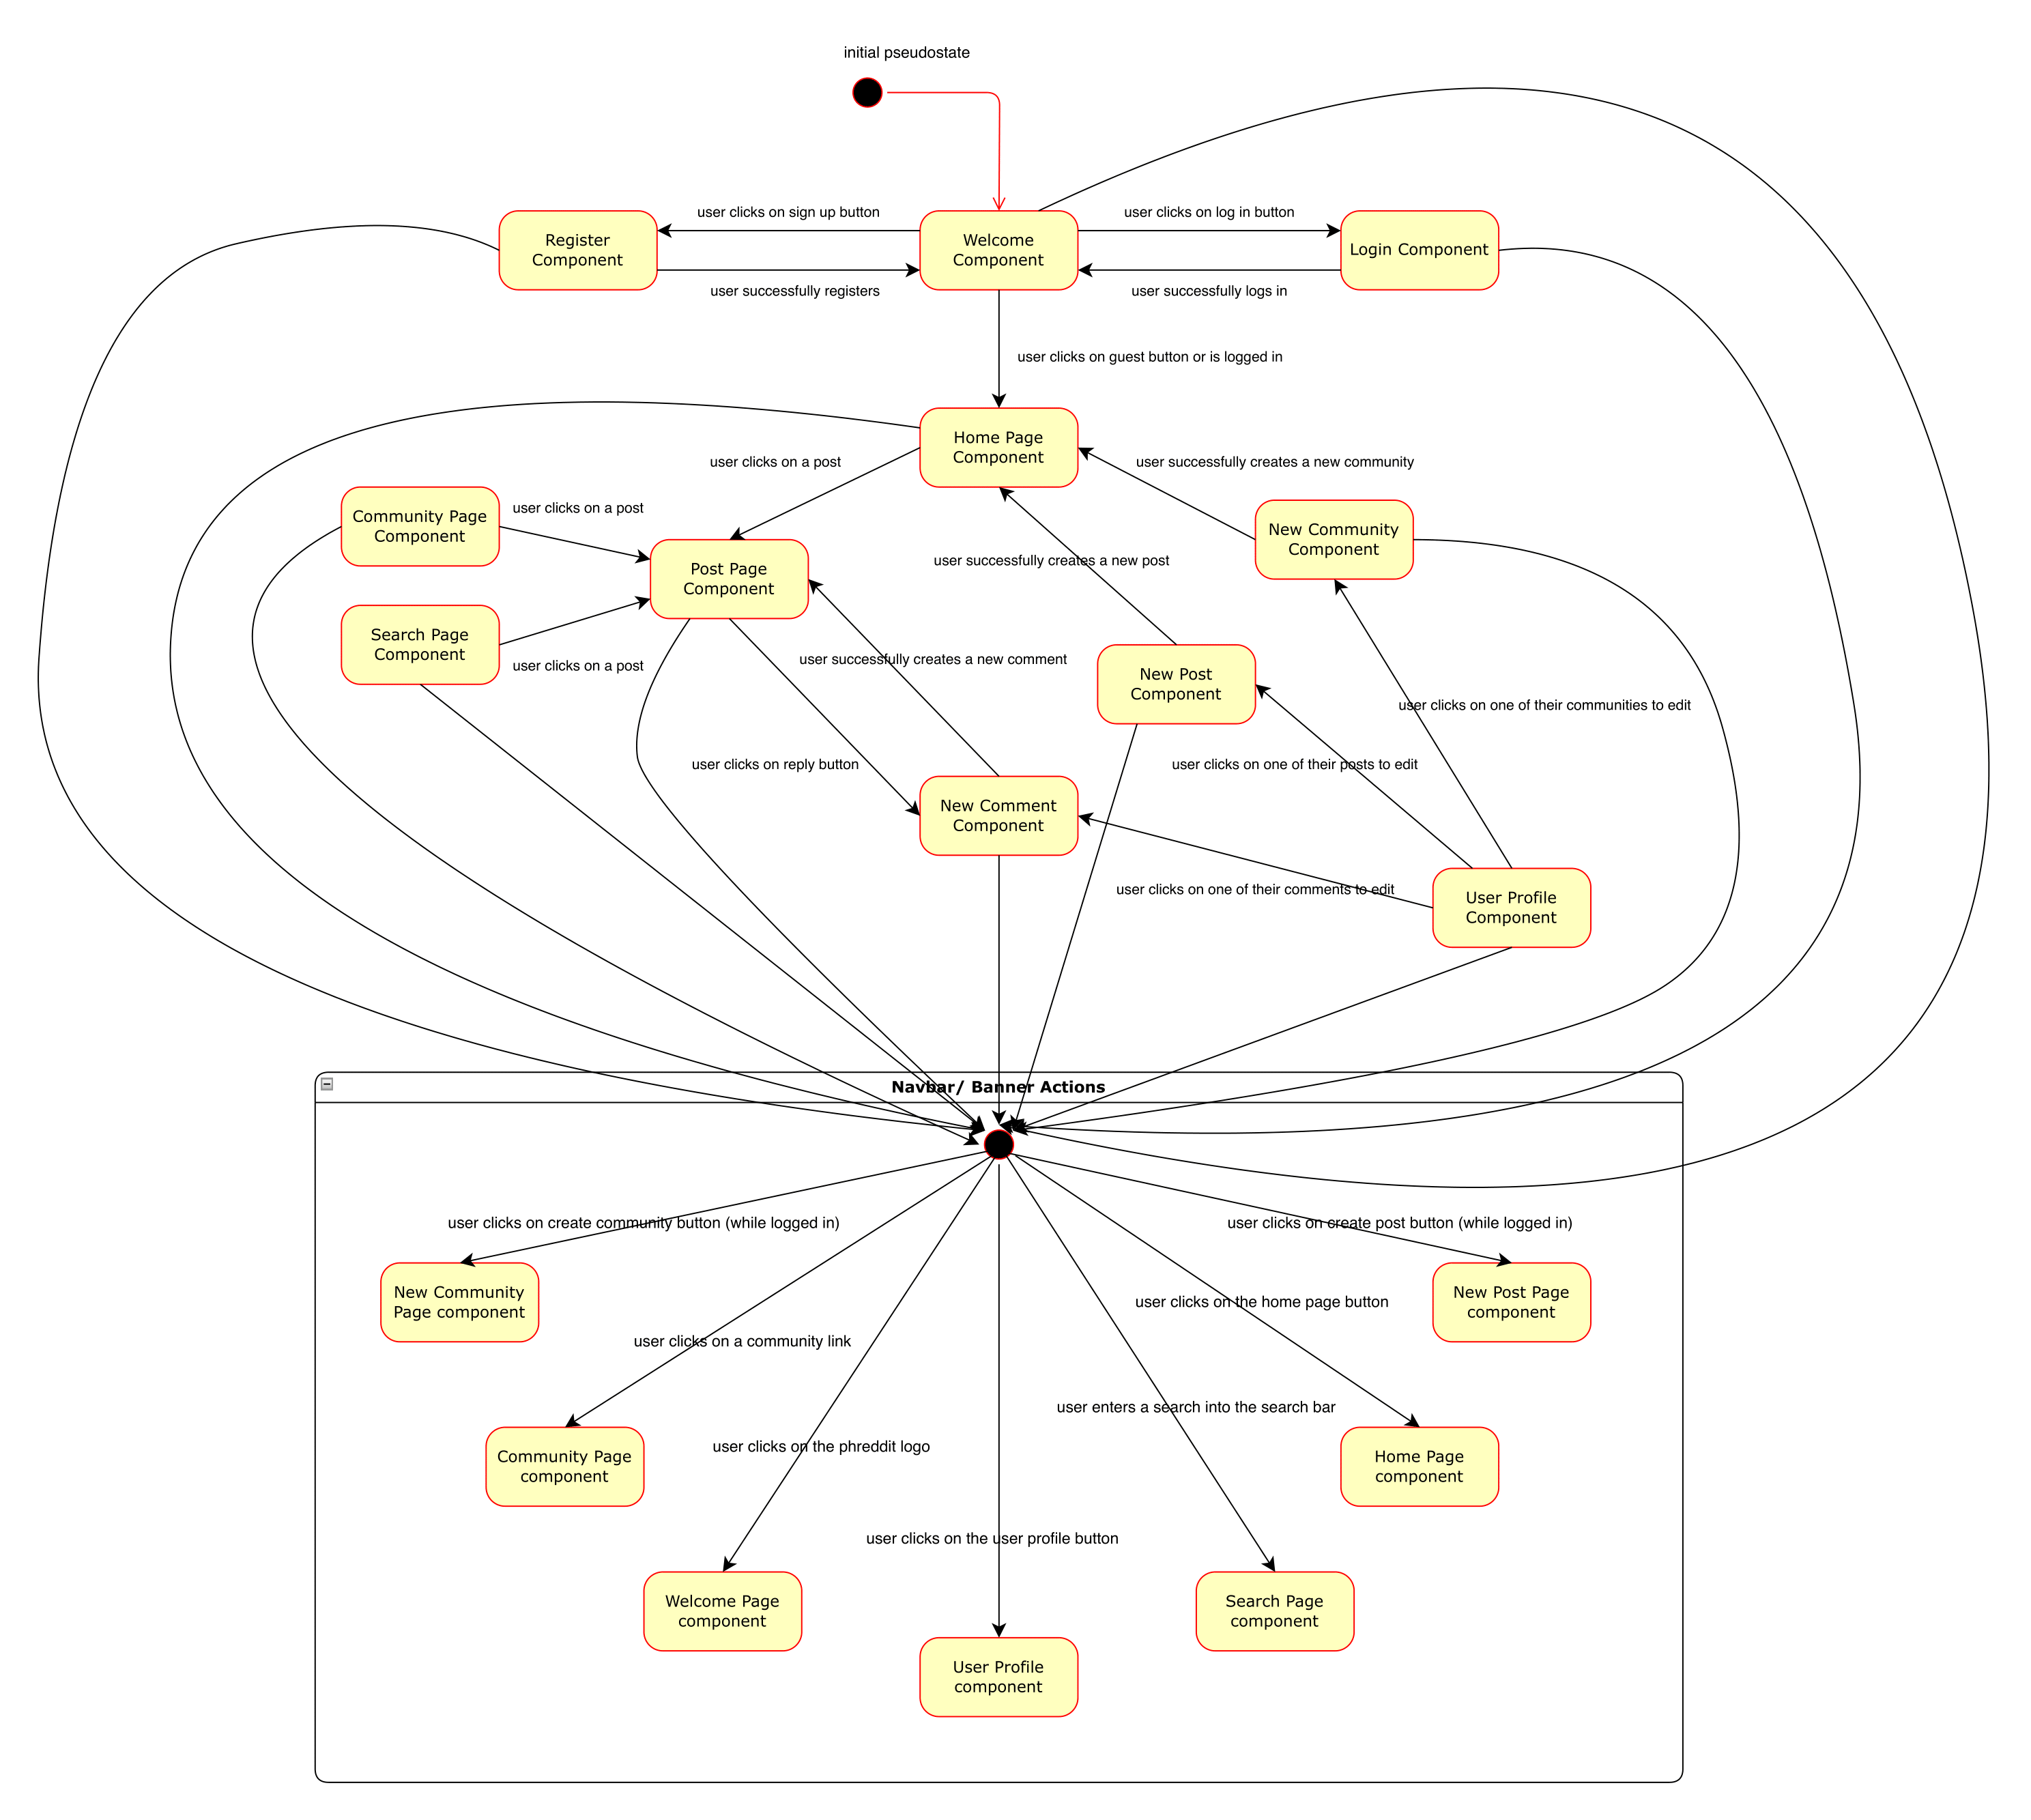 initial pseudostate
user clicks on sign up button
user clicks on log in button
Register
Component
Welcome
Component
Login Component
user successfully registers
user successfully logs in
user clicks on guest button or is logged in
Home Page
Component
user clicks on a post
user successfully creates a new community
Community Page
Component
user clicks on a post
New Community
Component
Post Page
Component
user successfully creates a new post
Search Page
Component
user clicks on a post
user successfully creates a new comment
New Post
Component
user clicks on one of their communities to edit
user clicks on reply button
user clicks on one of their posts to edit
New Comment
Component
user clicks on one of their comments to edit
User Profile
Component
Navbar/ Banner Actions
user clicks on create community button (while logged in)
user clicks on create post button (while logged in)
New Community
Page component
user clicks on the home page button
New Post Page
component
user clicks on a community link
user enters a search into the search bar
user clicks on the phreddit logo
Community Page
component
Home Page
component
user clicks on the user profile button
Welcome Page
component
Search Page
component
User Profile
component